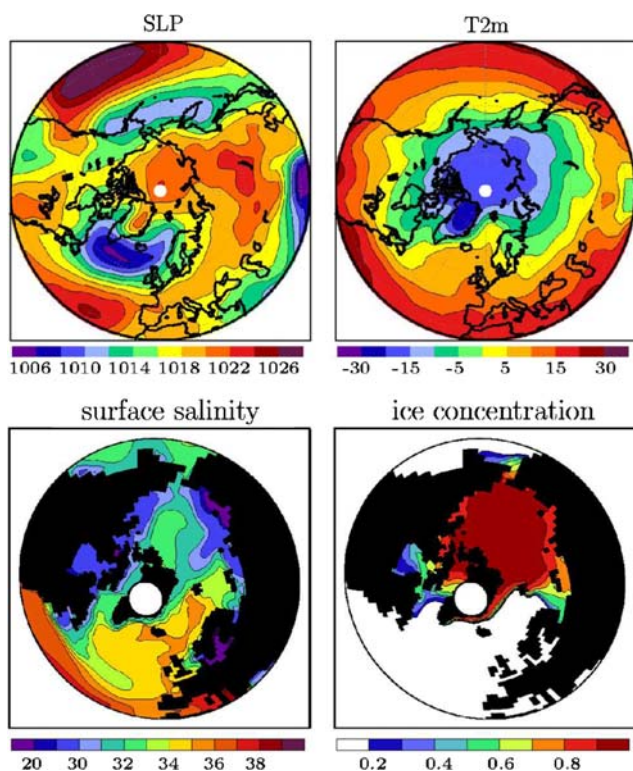 SLP
T2m
1006 1010 1014 1018 1022 1026
-30 -15 -5 5 15 30
surface salinity
ice concentration
20 30 32 34 36 38
0.2 0.4 0.6 0.8